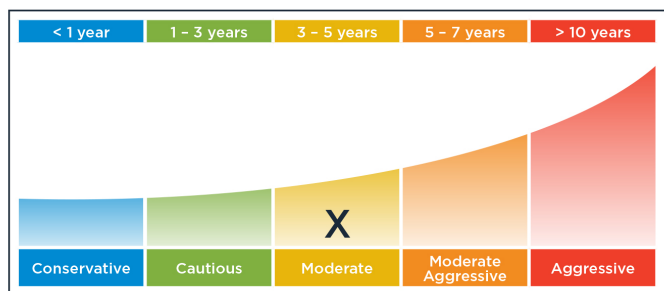 < 1 year
1 – 3 years
3 – 5 years
5 – 7 years
> 10 years
X
Conservative
Cautious
Moderate
Moderate
Aggressive
Aggressive